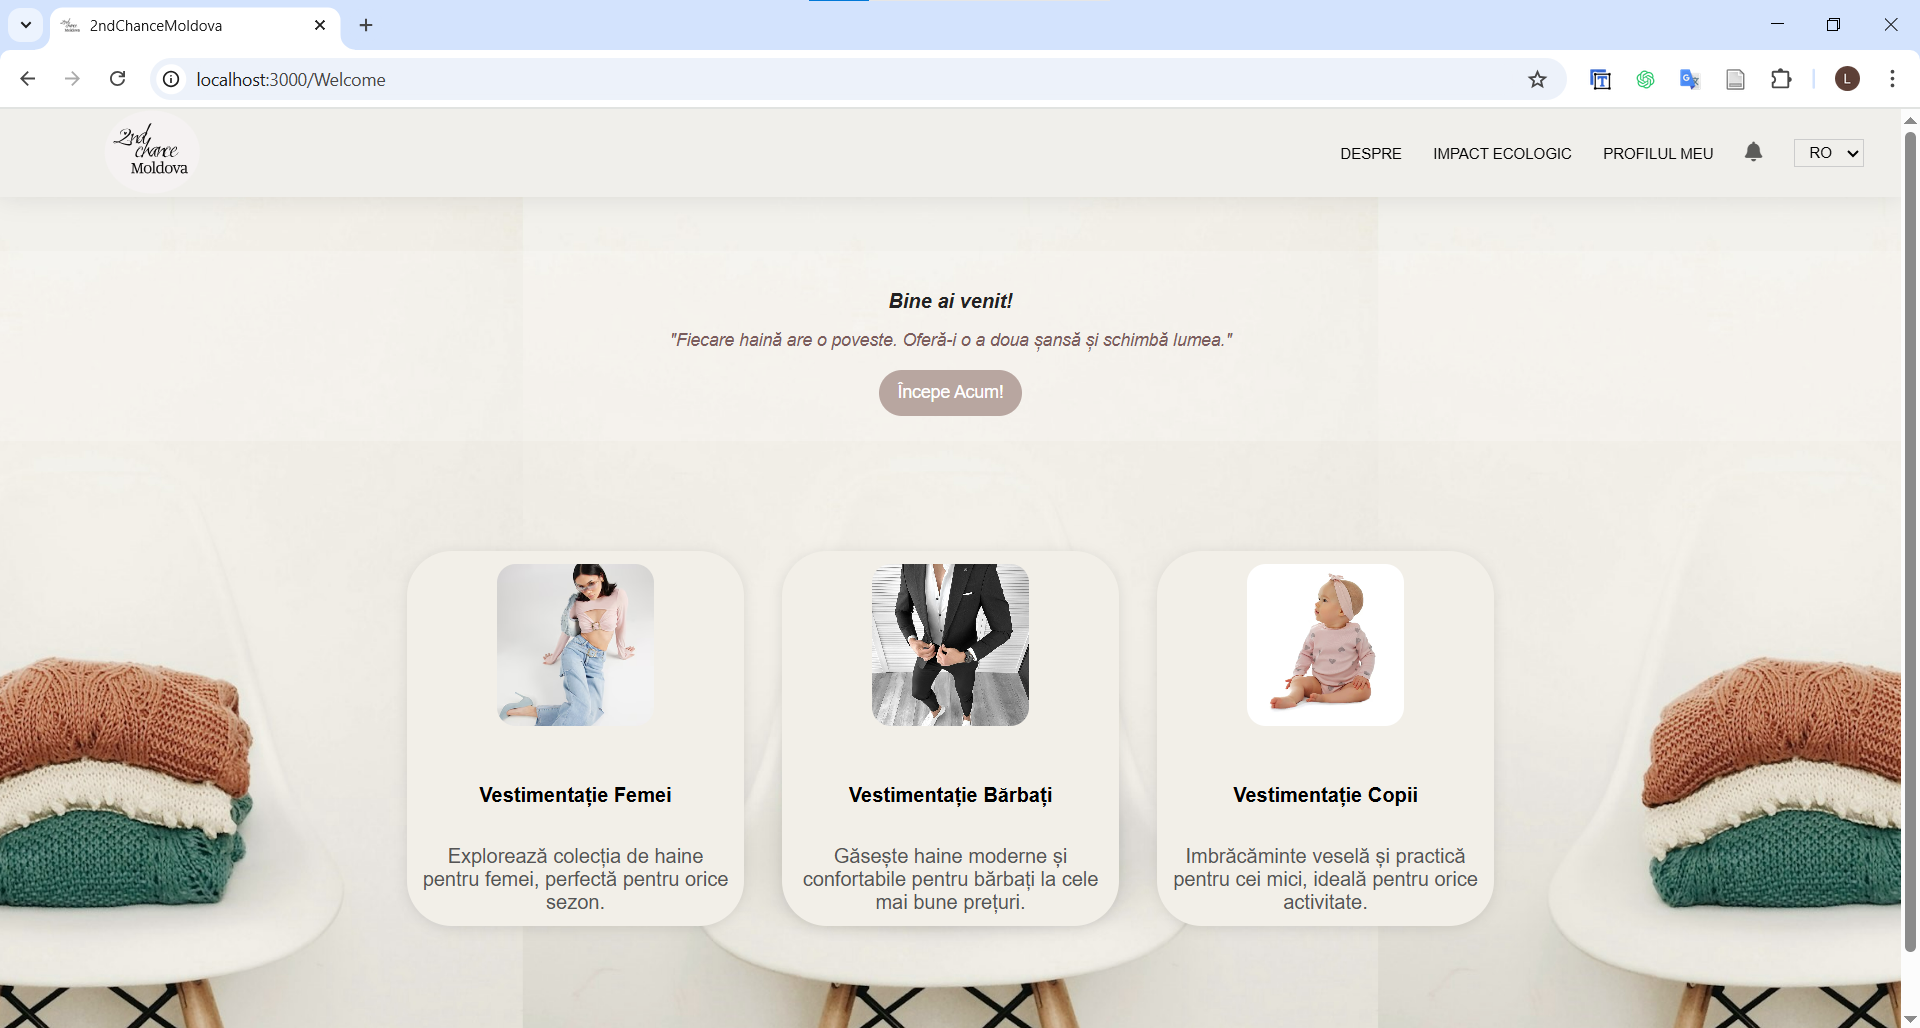 2ndChanceMoldova
localhost:3000/Welcome
L
2nd
chance
Moldova
DESPRE IMPACT ECOLOGIC PROFILUL MEU RO
Bine ai venit!
"Fiecare haină are o poveste. Oferă-i o a doua șansă și schimbă lumea."
Începe Acum!
Vestimentație Femei
Explorează colecția de haine
pentru femei, perfectă pentru orice
sezon.
Vestimentație Bărbați
Găsește haine moderne și
confortabile pentru bărbați la cele
mai bune prețuri.
Vestimentație Copii
Imbrăcăminte veselă și practică
pentru cei mici, ideală pentru orice
activitate.